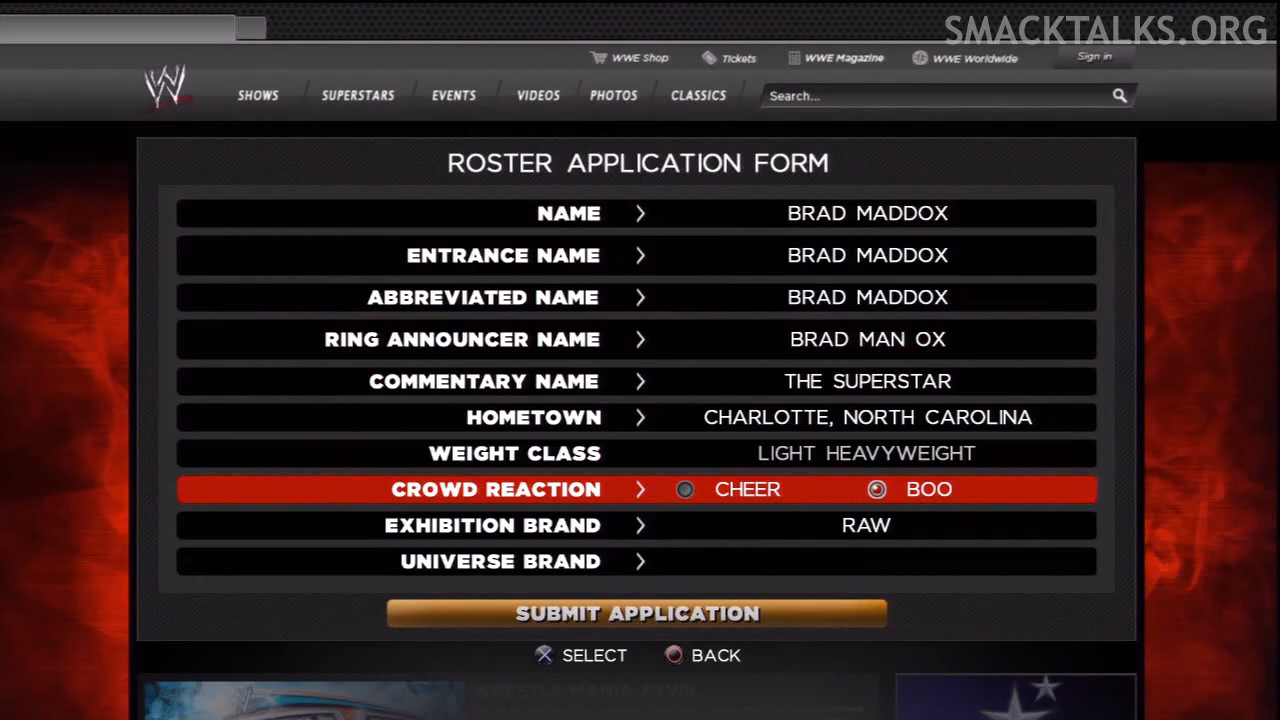 SMACKTALKS.ORG
WWE Shop Tickets WWE Magazine WWE Worldwide Sign in
SHOWS SUPERSTARS EVENTS VIDEOS PHOTOS CLASSICS Search...
ROSTER APPLICATION FORM
NAME > BRAD MADDOX
ENTRANCE NAME > BRAD MADDOX
ABBREVIATED NAME > BRAD MADDOX
RING ANNOUNCER NAME > BRAD MAN OX
COMMENTARY NAME > THE SUPERSTAR
HOMETOWN > CHARLOTTE, NORTH CAROLINA
WEIGHT CLASS LIGHT HEAVYWEIGHT
CROWD REACTION > CHEER BOO
EXHIBITION BRAND > RAW
UNIVERSE BRAND >
SUBMIT APPLICATION
SELECT BACK